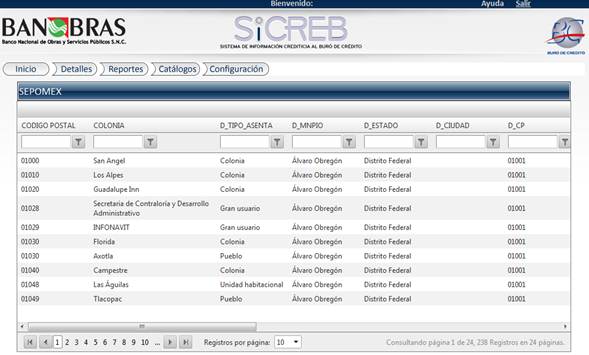 Bienvenido: Ayuda Salir
BANOBRAS
Banco Nacional de Obras y Servicios Públicos S.N.C.
SiCREB
SISTEMA DE INFORMACIÓN CREDITICIA AL BURÓ DE CRÉDITO
BURÓ DE CRÉDITO
Inicio Detalles Reportes Catálogos Configuración
SEPOMEX
CODIGO POSTAL COLONIA D_TIPO_ASENTA D_MNPIO D_ESTADO D_CIUDAD D_CP
01000 San Angel Colonia Álvaro Obregón Distrito Federal 01001
01010 Los Alpes Colonia Álvaro Obregón Distrito Federal 01001
01020 Guadalupe Inn Colonia Álvaro Obregón Distrito Federal 01001
01028 Secretaria de Contraloría y Desarrollo Administrativo Gran usuario Álvaro Obregón Distrito Federal 01001
01029 INFONAVIT Gran usuario Álvaro Obregón Distrito Federal 01001
01030 Florida Colonia Álvaro Obregón Distrito Federal 01001
01030 Axotla Pueblo Álvaro Obregón Distrito Federal 01001
01040 Campestre Colonia Álvaro Obregón Distrito Federal 01001
01048 Las Águilas Unidad habitacional Álvaro Obregón Distrito Federal 01001
01049 Tlacopac Pueblo Álvaro Obregón Distrito Federal 01001
1 2 3 4 5 6 7 8 9 10 ... Registros por página: 10 Consultando página 1 de 24, 238 Registros en 24 páginas.